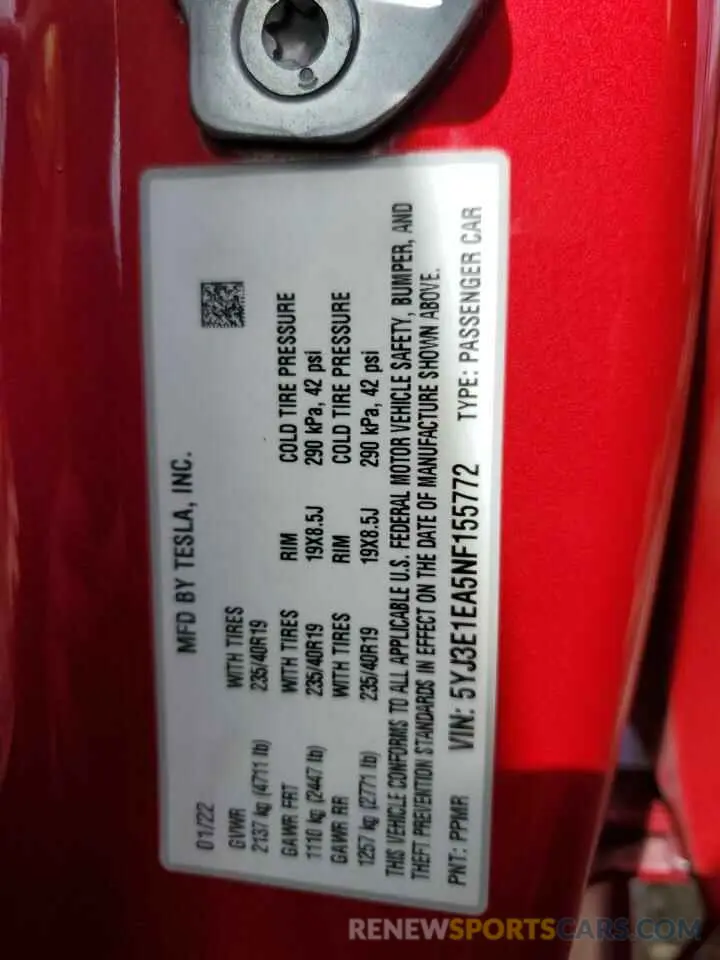 MFD BY TESLA, INC.
01/22
GVWR WITH TIRES
2137 kg (4711 lb) 235/40R19
GAWR FRT WITH TIRES RIM COLD TIRE PRESSURE
1110 kg (2447 lb) 235/40R19 19X8.5J 290 kPa, 42 psi
GAWR RR WITH TIRES RIM COLD TIRE PRESSURE
1257 kg (2771 lb) 235/40R19 19X8.5J 290 kPa, 42 psi
THIS VEHICLE CONFORMS TO ALL APPLICABLE U.S. FEDERAL MOTOR VEHICLE SAFETY, BUMPER, AND
THEFT PREVENTION STANDARDS IN EFFECT ON THE DATE OF MANUFACTURE SHOWN ABOVE.
PNT: PPMR VIN: 5YJ3E1EA5NF155772 TYPE: PASSENGER CAR
RENEWSPORTSCARS.COM